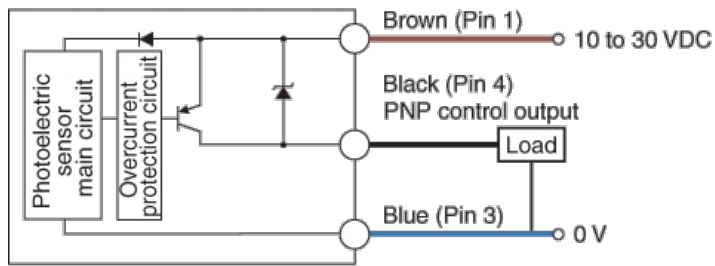 Brown (Pin 1)
10 to 30 VDC
Photoelectric
sensor
main circuit
Overcurrent
protection circuit
Black (Pin 4)
PNP control output
Load
Blue (Pin 3)
0 V